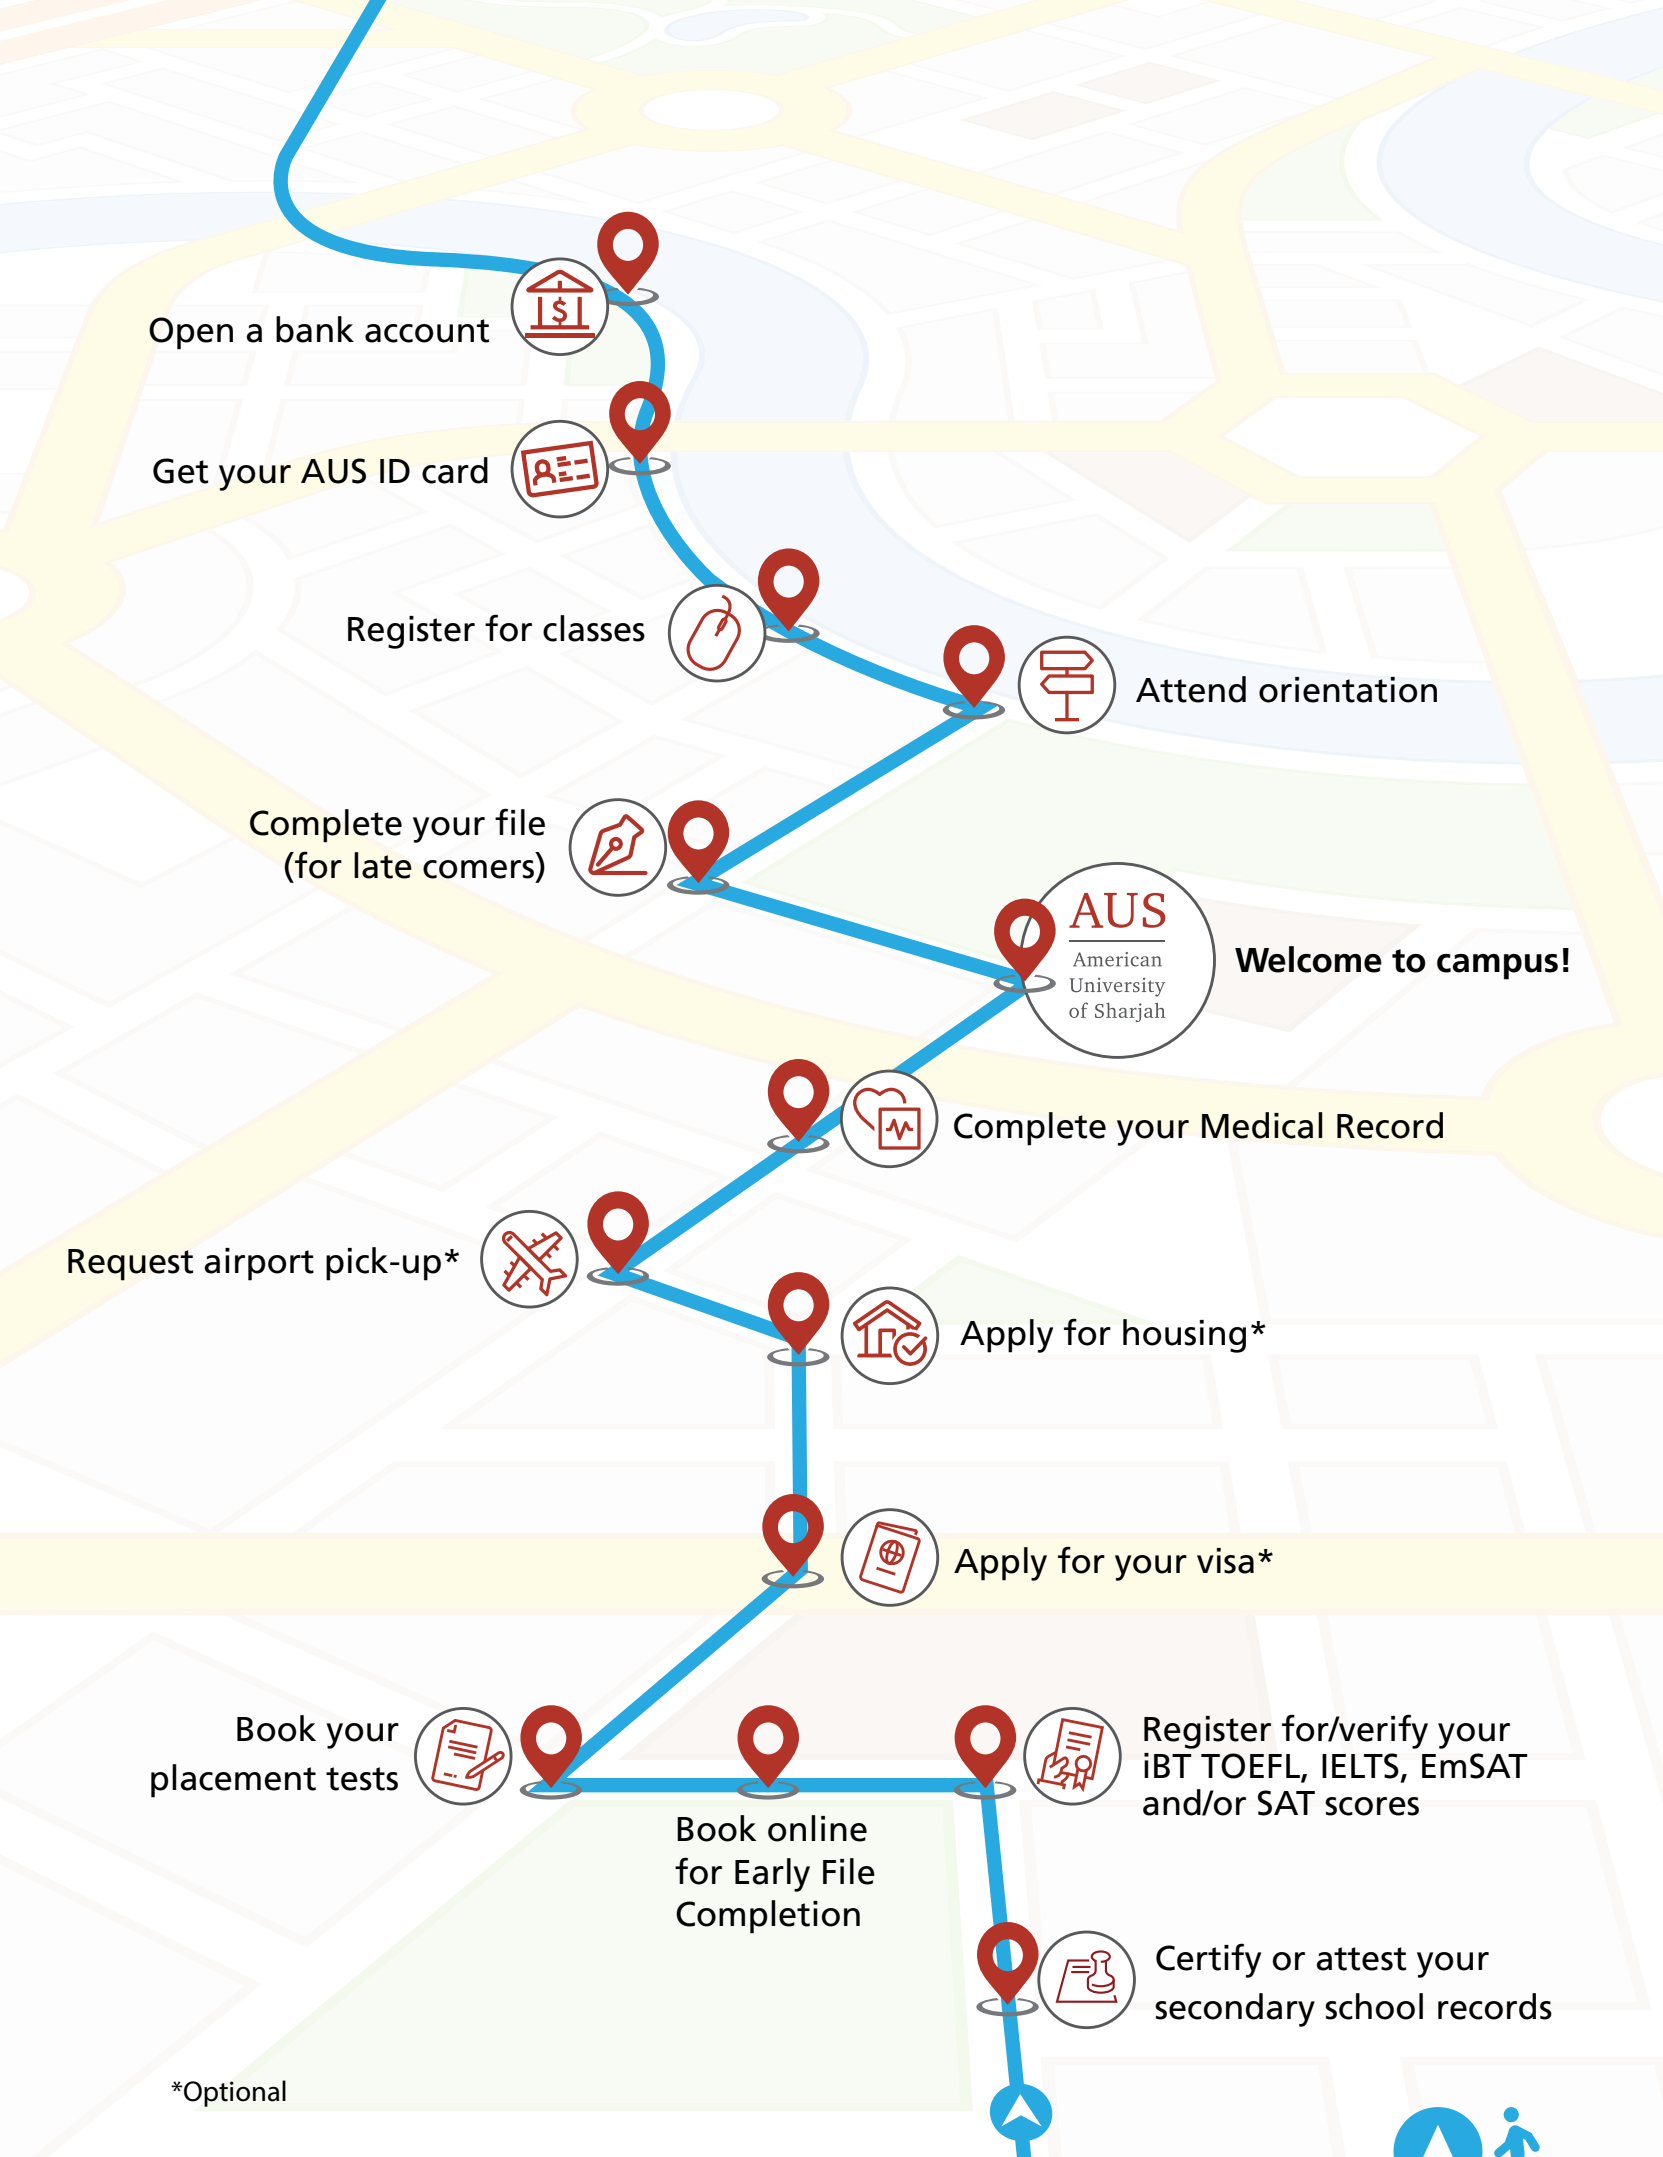 Open a bank account
Get your AUS ID card
Register for classes
Attend orientation
Complete your file
(for late comers)
AUS
American
University
of Sharjah
Welcome to campus!
Complete your Medical Record
Request airport pick-up*
Apply for housing*
Apply for your visa*
Book your
placement tests
Register for/verify your
iBT TOEFL, IELTS, EmSAT
and/or SAT scores
Book online
for Early File
Completion
Certify or attest your
secondary school records
*Optional